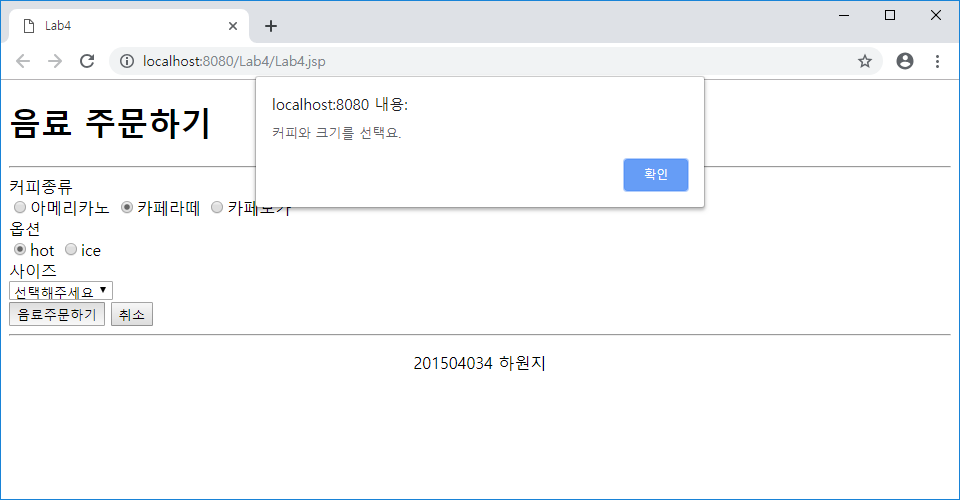 Lab4
localhost:8080/Lab4/Lab4.jsp
localhost:8080 내용:
커피와 크기를 선택요.
확인
음료 주문하기
커피종류
아메리카노 카페라떼 카페모카
옵션
hot ice
사이즈
선택해주세요
음료주문하기 취소
201504034 하원지